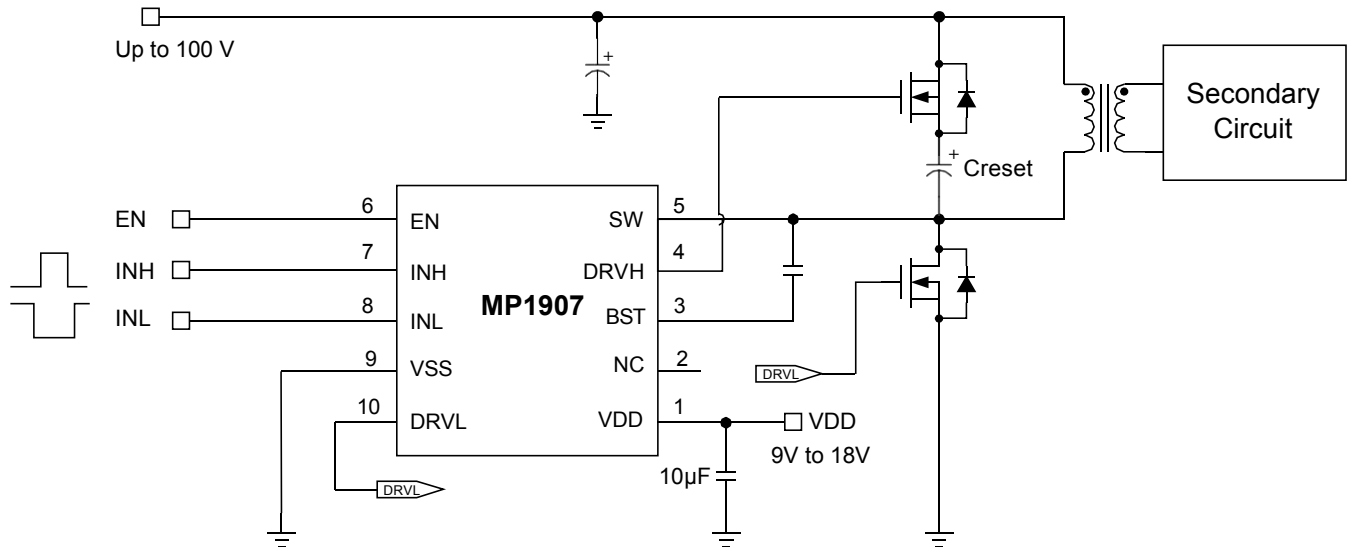 Up to 100 V
+
Secondary
Circuit
+
Creset
EN
6
EN
SW
5
INH
7
INH
DRVH
4
MP1907
INL
8
INL
BST
3
9
VSS
NC
2
DRVL
10
DRVL
VDD
1
VDD
9V to 18V
10µF
DRVL